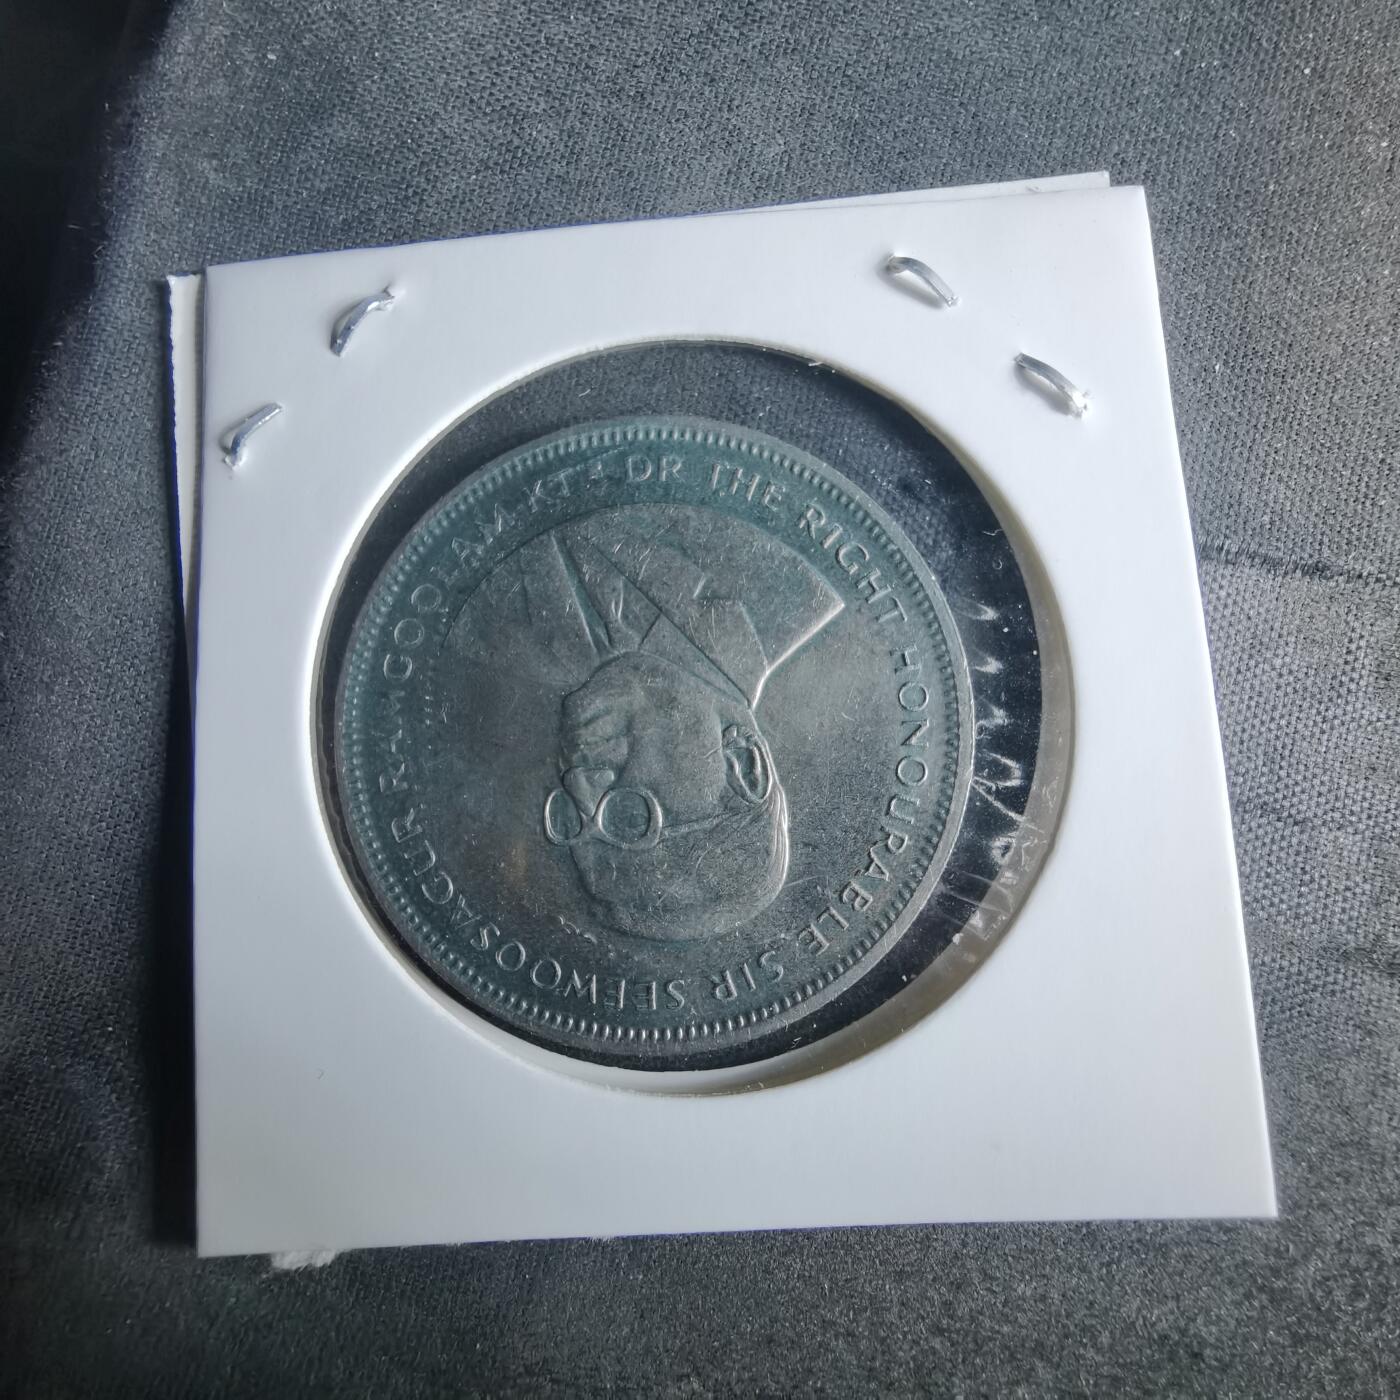 DR THE RIGHT HONOURABLE SIR SEEWOOSAGUR RAMGOOLAM KT